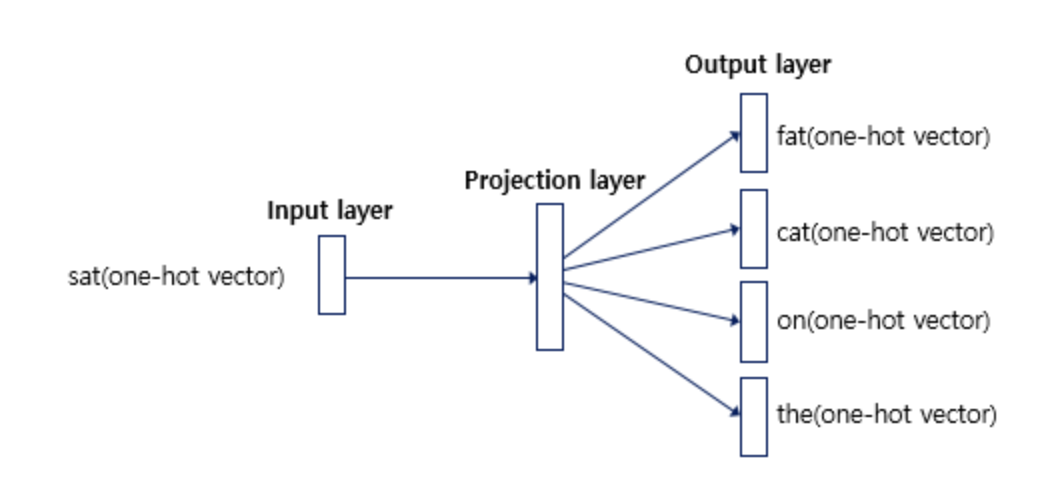 Output layer
fat(one-hot vector)
Projection layer
Input layer
cat(one-hot vector)
sat(one-hot vector)
on(one-hot vector)
the(one-hot vector)